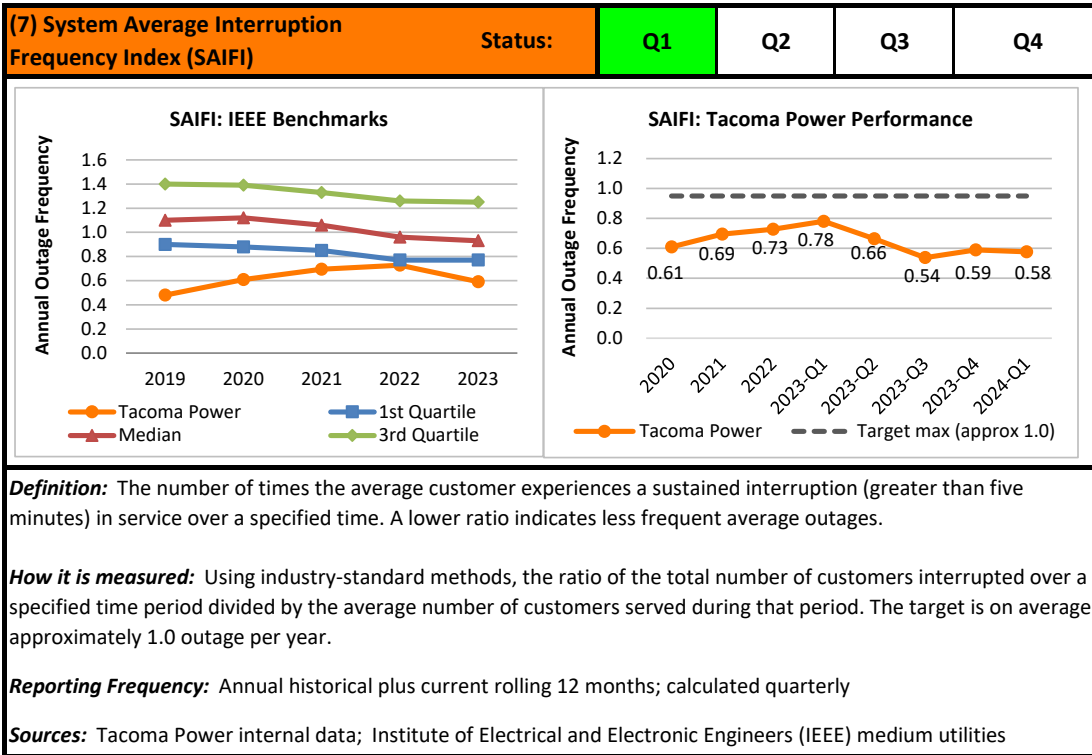 (7) System Average Interruption
Frequency Index (SAIFI)
Status:
Q1
Q2
Q3
Q4
SAIFI: IEEE Benchmarks
Annual Outage Frequency
1.6
1.4
1.2
1.0
0.8
0.6
0.4
0.2
0.0
2019
2020
2021
2022
2023
Tacoma Power
1st Quartile
Median
3rd Quartile
SAIFI: Tacoma Power Performance
Annual Outage Frequency
1.2
1.0
0.8
0.6
0.4
0.2
0.0
0.61
0.69
0.73
0.78
0.66
0.54
0.59
0.58
2020
2021
2022
2023-Q1
2023-Q2
2023-Q3
2023-Q4
2024-Q1
Tacoma Power
Target max (approx 1.0)
Definition: The number of times the average customer experiences a sustained interruption (greater than five
minutes) in service over a specified time. A lower ratio indicates less frequent average outages.
How it is measured: Using industry-standard methods, the ratio of the total number of customers interrupted over a
specified time period divided by the average number of customers served during that period. The target is on average
approximately 1.0 outage per year.
Reporting Frequency: Annual historical plus current rolling 12 months; calculated quarterly
Sources: Tacoma Power internal data; Institute of Electrical and Electronic Engineers (IEEE) medium utilities